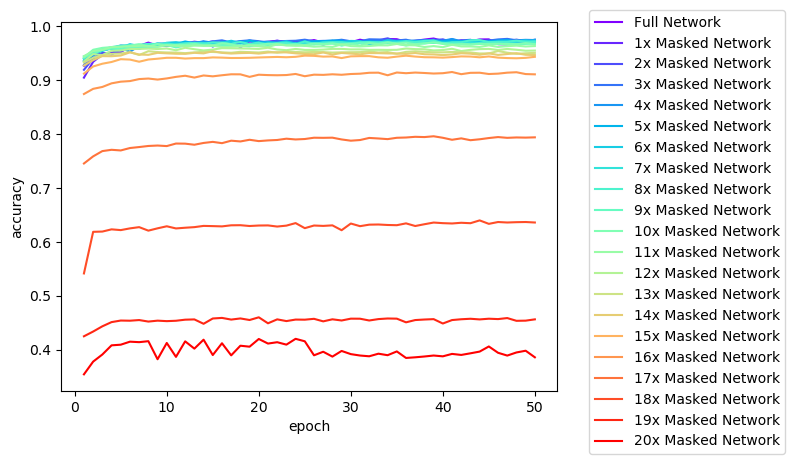 1.0
0.9
0.8
0.7
0.6
0.5
0.4
accuracy
0 10 20 30 40 50
epoch
Full Network
1x Masked Network
2x Masked Network
3x Masked Network
4x Masked Network
5x Masked Network
6x Masked Network
7x Masked Network
8x Masked Network
9x Masked Network
10x Masked Network
11x Masked Network
12x Masked Network
13x Masked Network
14x Masked Network
15x Masked Network
16x Masked Network
17x Masked Network
18x Masked Network
19x Masked Network
20x Masked Network